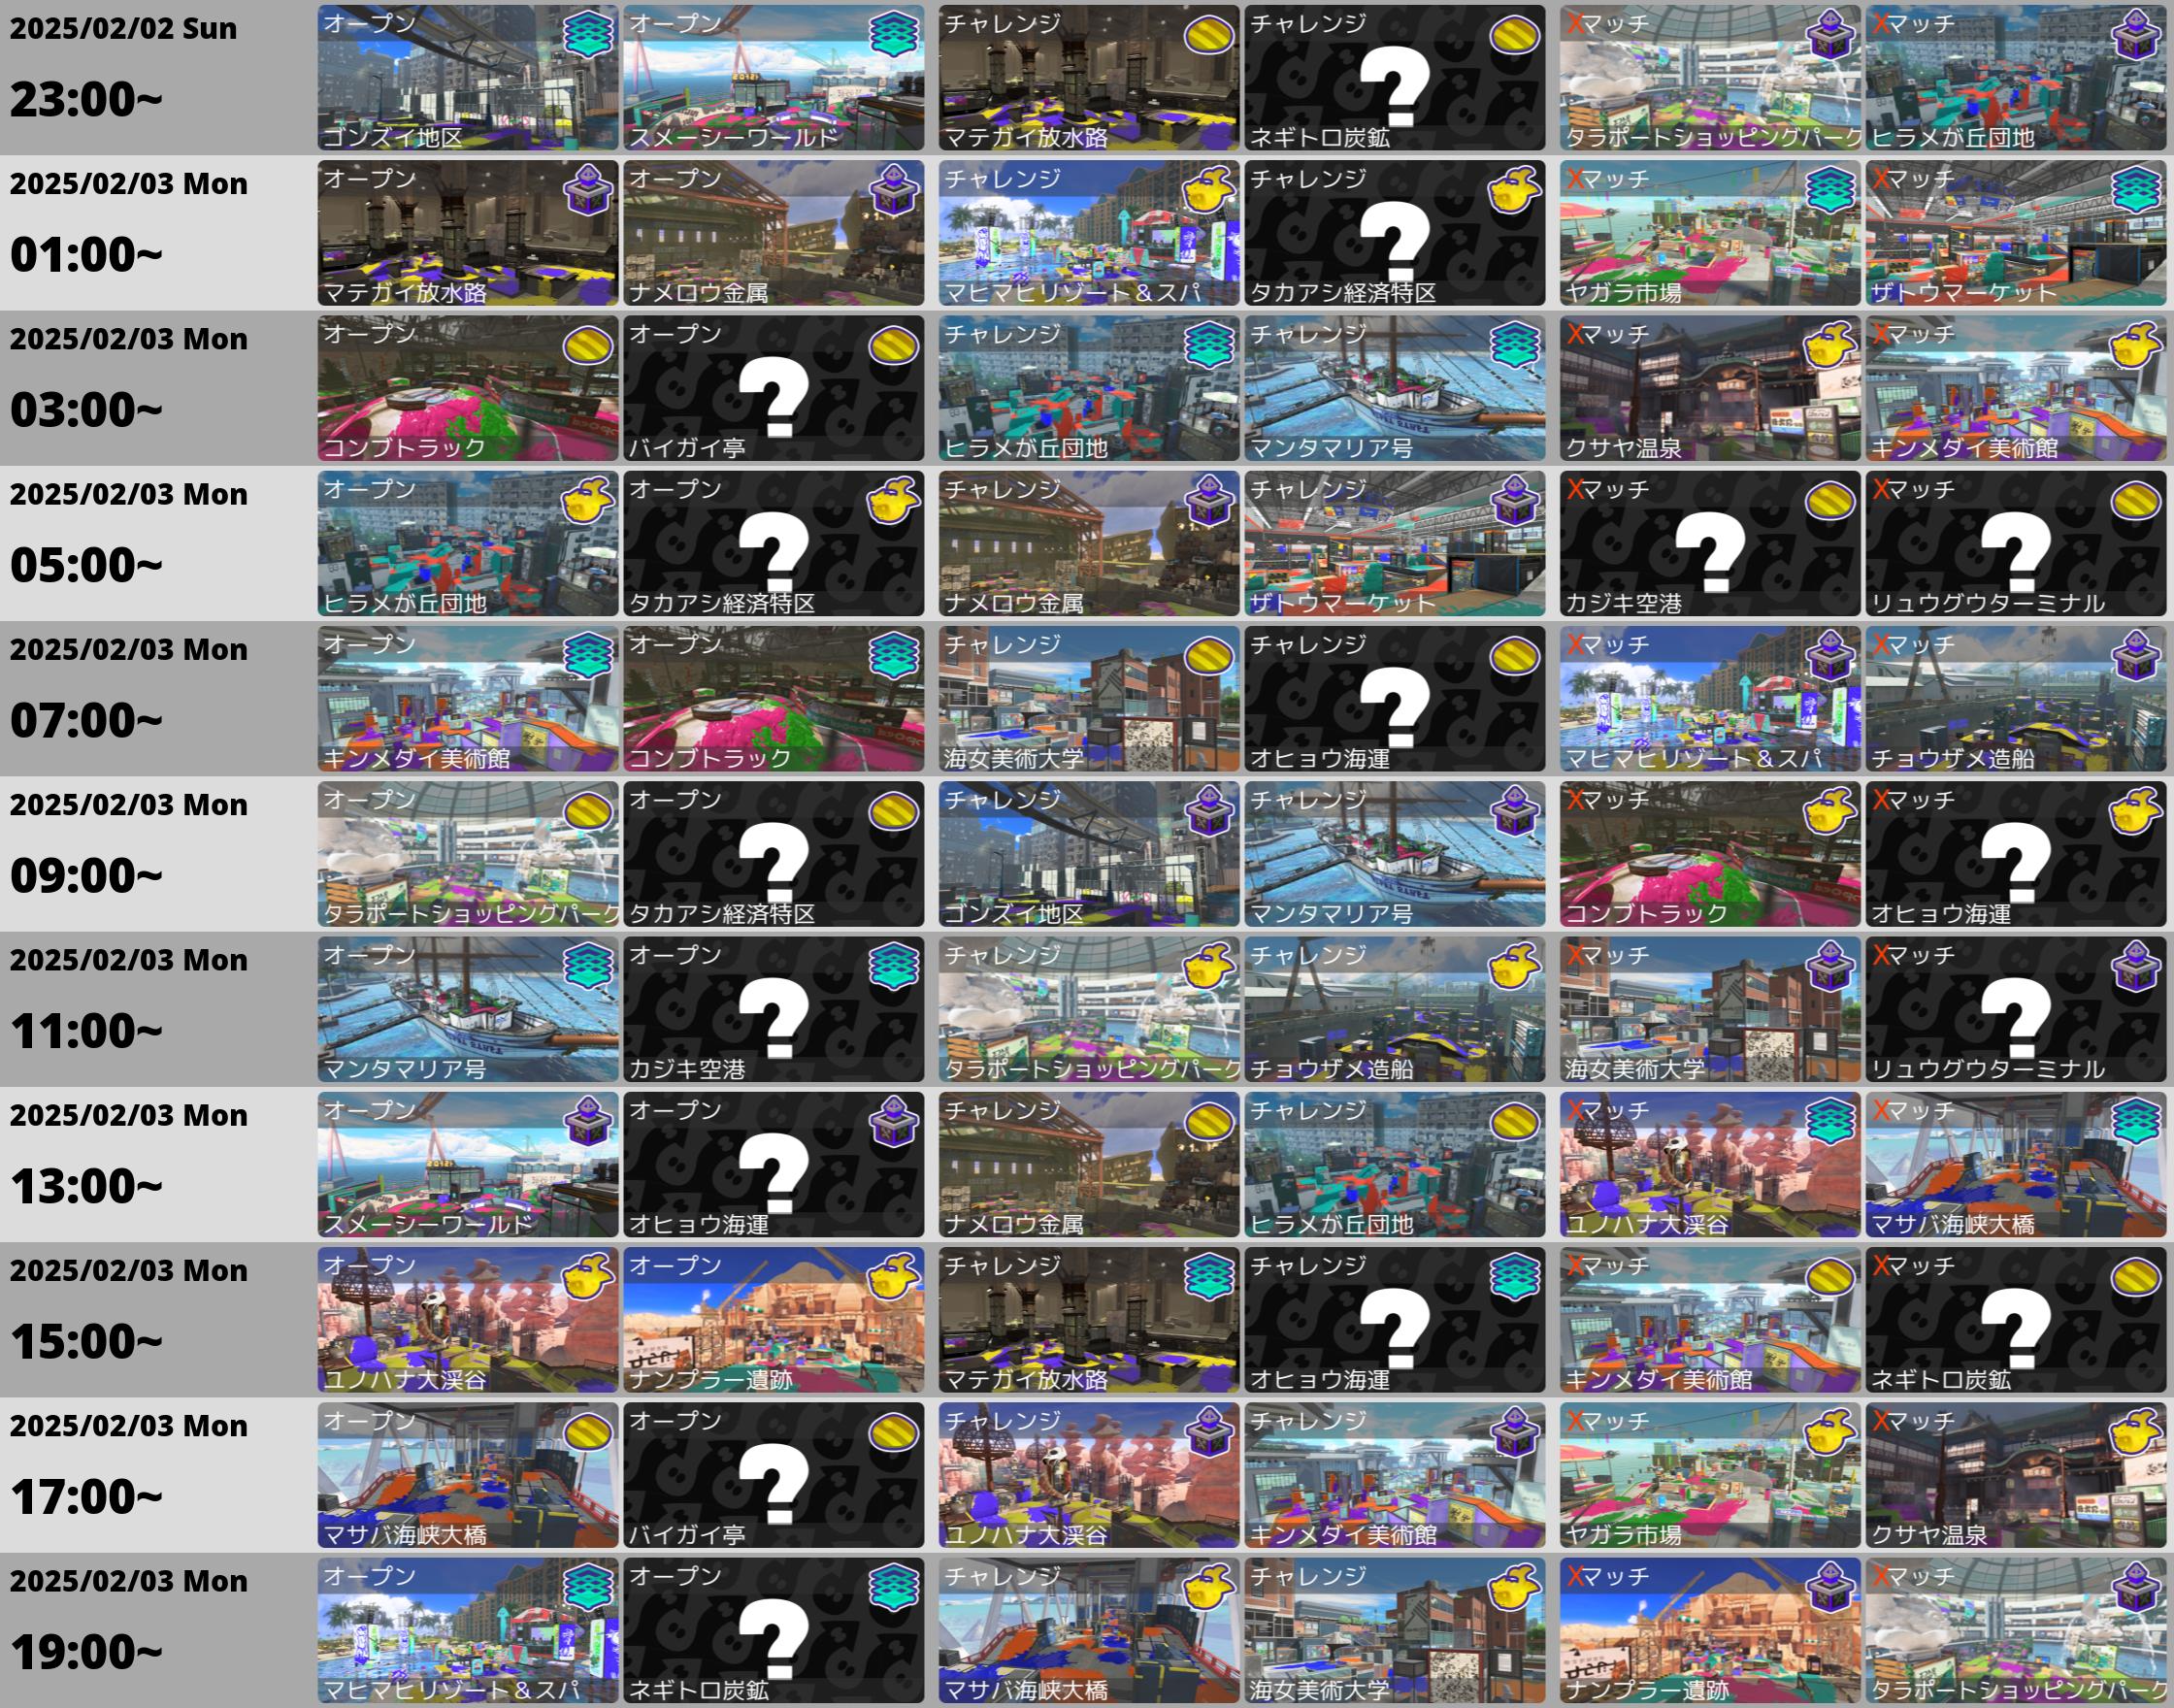 2025/02/02 Sun
23:00~
オープン
ゴンズイ地区
オープン
スメーシーワールド
チャレンジ
マテガイ放水路
チャレンジ
ネギトロ炭鉱
Xマッチ
タラポートショッピングパーク
Xマッチ
ヒラメが丘団地
2025/02/03 Mon
01:00~
オープン
マテガイ放水路
オープン
ナメロウ金属
チャレンジ
マヒマヒリゾート＆スパ
チャレンジ
タカアシ経済特区
Xマッチ
ヤガラ市場
Xマッチ
ザトウマーケット
2025/02/03 Mon
03:00~
オープン
コンブトラック
オープン
バイガイ亭
チャレンジ
ヒラメが丘団地
チャレンジ
マンタマリア号
Xマッチ
クサヤ温泉
Xマッチ
キンメダイ美術館
2025/02/03 Mon
05:00~
オープン
ヒラメが丘団地
オープン
タカアシ経済特区
チャレンジ
ナメロウ金属
チャレンジ
ザトウマーケット
Xマッチ
カジキ空港
Xマッチ
リュウグウターミナル
2025/02/03 Mon
07:00~
オープン
キンメダイ美術館
オープン
コンブトラック
チャレンジ
海女美術大学
チャレンジ
オヒョウ海運
Xマッチ
マヒマヒリゾート＆スパ
Xマッチ
チョウザメ造船
2025/02/03 Mon
09:00~
オープン
タラポートショッピングパーク
オープン
タカアシ経済特区
チャレンジ
ゴンズイ地区
チャレンジ
マンタマリア号
Xマッチ
コンブトラック
Xマッチ
オヒョウ海運
2025/02/03 Mon
11:00~
オープン
マンタマリア号
オープン
カジキ空港
チャレンジ
タラポートショッピングパーク
チャレンジ
チョウザメ造船
Xマッチ
海女美術大学
Xマッチ
リュウグウターミナル
2025/02/03 Mon
13:00~
オープン
スメーシーワールド
オープン
オヒョウ海運
チャレンジ
ナメロウ金属
チャレンジ
ヒラメが丘団地
Xマッチ
ユノハナ大渓谷
Xマッチ
マサバ海峡大橋
2025/02/03 Mon
15:00~
オープン
ユノハナ大渓谷
オープン
ナンプラー遺跡
チャレンジ
マテガイ放水路
チャレンジ
オヒョウ海運
Xマッチ
キンメダイ美術館
Xマッチ
ネギトロ炭鉱
2025/02/03 Mon
17:00~
オープン
マサバ海峡大橋
オープン
バイガイ亭
チャレンジ
ユノハナ大渓谷
チャレンジ
キンメダイ美術館
Xマッチ
ヤガラ市場
Xマッチ
クサヤ温泉
2025/02/03 Mon
19:00~
オープン
マヒマヒリゾート＆スパ
オープン
ネギトロ炭鉱
チャレンジ
マサバ海峡大橋
チャレンジ
海女美術大学
Xマッチ
ナンプラー遺跡
Xマッチ
タラポートショッピングパーク